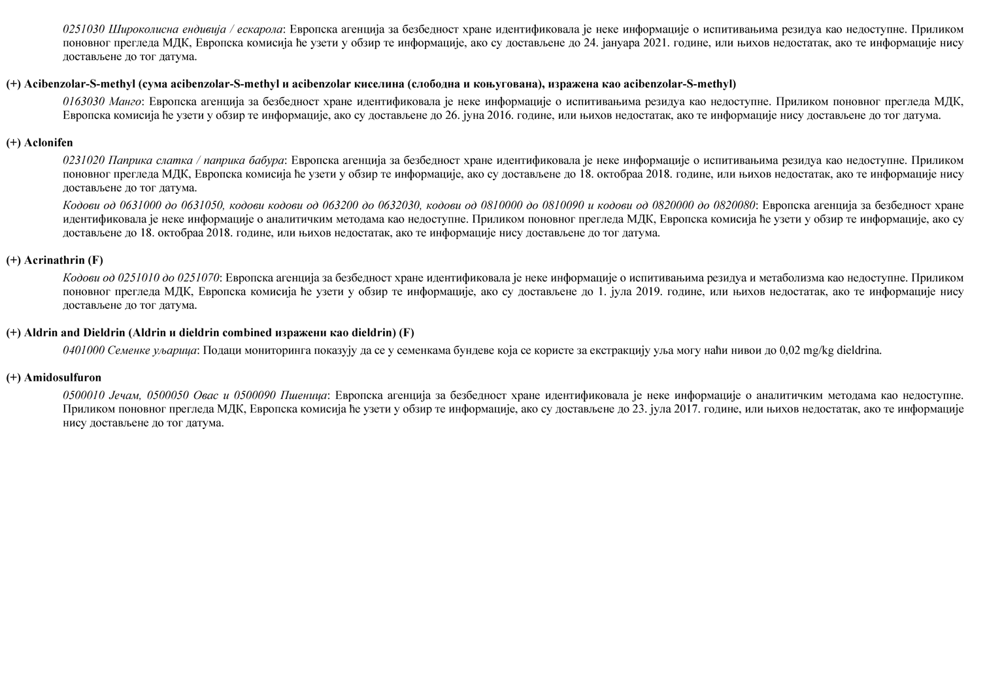 0251030 Широколисна ендивија / ескарола: Европска агенција за безбедност хране идентификовала је неке информације о испитивањима резидуа као недоступне. Приликом
поновног прегледа МДК, Европска комисија ће узети у обзир те информације, ако су достављене до 24. јануара 2021. године, или њихов недостатак, ако те информације нису
достављене до тог датума.
(+) Acibenzolar-S-methyl (сума acibenzolar-S-methyl и acibenzolar киселина (слободна и коњугована), изражена као acibenzolar-S-methyl)
0163030 Манго: Европска агенција за безбедност хране идентификовала је неке информације о испитивањима резидуа као недоступне. Приликом поновног прегледа МДК,
Европска комисија ће узети у обзир те информације, ако су достављене до 26. јуна 2016. године, или њихов недостатак, ако те информације нису достављене до тог датума.
(+) Aclonifen
0231020 Паприка слатка / паприка бабура: Европска агенција за безбедност хране идентификовала је неке информације о испитивањима резидуа као недоступне. Приликом
поновног прегледа МДК, Европска комисија ће узети у обзир те информације, ако су достављене до 18. октобраа 2018. године, или њихов недостатак, ако те информације нису
достављене до тог датума.
Кодови од 0631000 до 0631050, кодови кодови од 063200 до 0632030, кодови од 0810000 до 0810090 и кодови од 0820000 до 0820080: Европска агенција за безбедност хране
идентификовала је неке информације о аналитичким методама као недоступне. Приликом поновног прегледа МДК, Европска комисија ће узети у обзир те информације, ако су
достављене до 18. октобраа 2018. године, или њихов недостатак, ако те информације нису достављене до тог датума.
(+) Acrinathrin (F)
Кодови од 0251010 до 0251070: Европска агенција за безбедност хране идентификовала је неке информације о испитивањима резидуа и метаболизма као недоступне. Приликом
поновног прегледа МДК, Европска комисија ће узети у обзир те информације, ако су достављене до 1. јула 2019. године, или њихов недостатак, ако те информације нису
достављене до тог датума.
(+) Aldrin and Dieldrin (Aldrin и dieldrin combined изражени као dieldrin) (F)
0401000 Семенке уљарица: Подаци мониторинга показују да се у семенкама бундеве која се користе за екстракцију уља могу наћи нивои до 0,02 mg/kg dieldrina.
(+) Amidosulfuron
0500010 Јечам, 0500050 Овас и 0500090 Пшеница: Европска агенција за безбедност хране идентификовала је неке информације о аналитичким методама као недоступне.
Приликом поновног прегледа МДК, Европска комисија ће узети у обзир те информације, ако су достављене до 23. јула 2017. године, или њихов недостатак, ако те информације
нису достављене до тог датума.